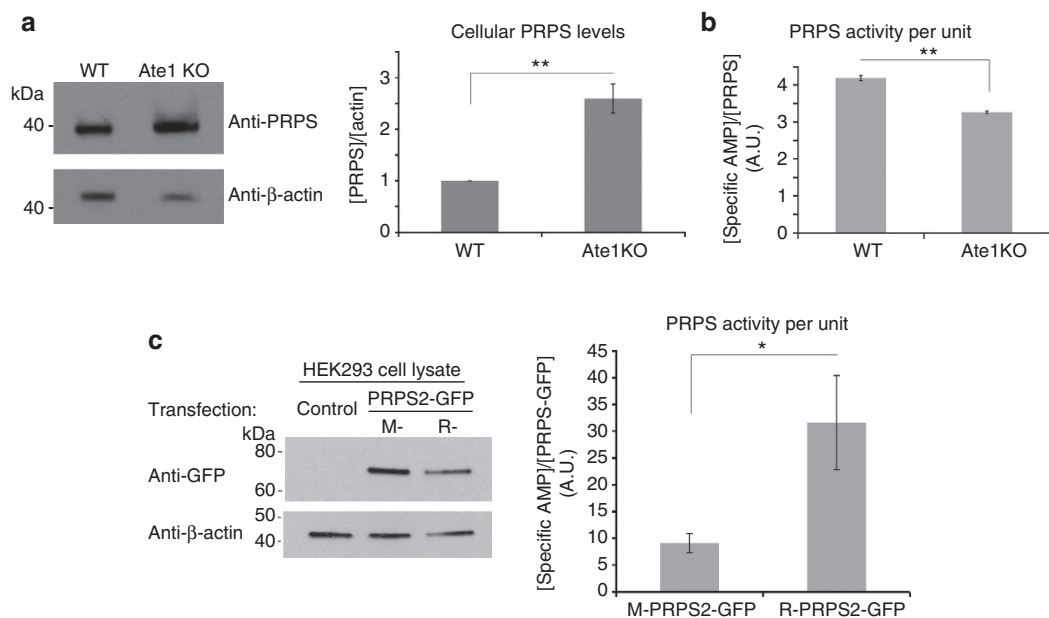 a
WT Ate1 KO
kDa
40
Anti-PRPS
40
Anti-β-actin
Cellular PRPS levels
**
[PRPS]/[actin]
3
2
1
0
WT Ate1KO
b
PRPS activity per unit
**
[Specific AMP]/[PRPS]
(A.U.)
4
3
2
1
0
WT Ate1KO
c
HEK293 cell lysate
Transfection: Control PRPS2-GFP
M- R-
kDa
80
Anti-GFP
60
50
Anti-β-actin
40
PRPS activity per unit
*
[Specific AMP]/[PRPS-GFP]
(A.U.)
45
40
35
30
25
20
15
10
5
0
M-PRPS2-GFP R-PRPS2-GFP